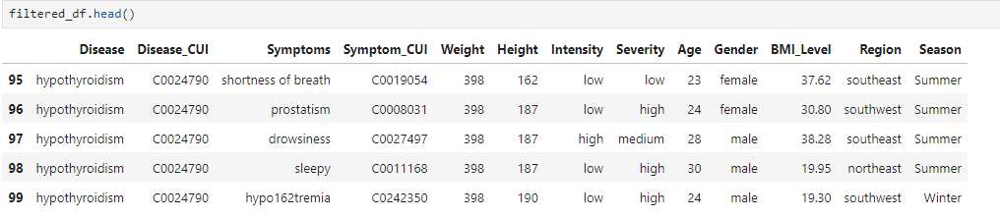 filtered_df.head()
Disease Disease_CUI Symptoms Symptom_CUI Weight Height Intensity Severity Age Gender BMI_Level Region Season
95 hypothyroidism C0024790 shortness of breath C0019054 398 162 low low 23 female 37.62 southeast Summer
96 hypothyroidism C0024790 prostatism C0008031 398 187 low high 24 female 30.80 southwest Summer
97 hypothyroidism C0024790 drowsiness C0027497 398 187 high medium 28 male 38.28 southeast Summer
98 hypothyroidism C0024790 sleepy C0011168 398 187 low high 30 male 19.95 northeast Summer
99 hypothyroidism C0024790 hypo162tremia C0242350 398 190 low high 24 male 19.30 southwest Winter